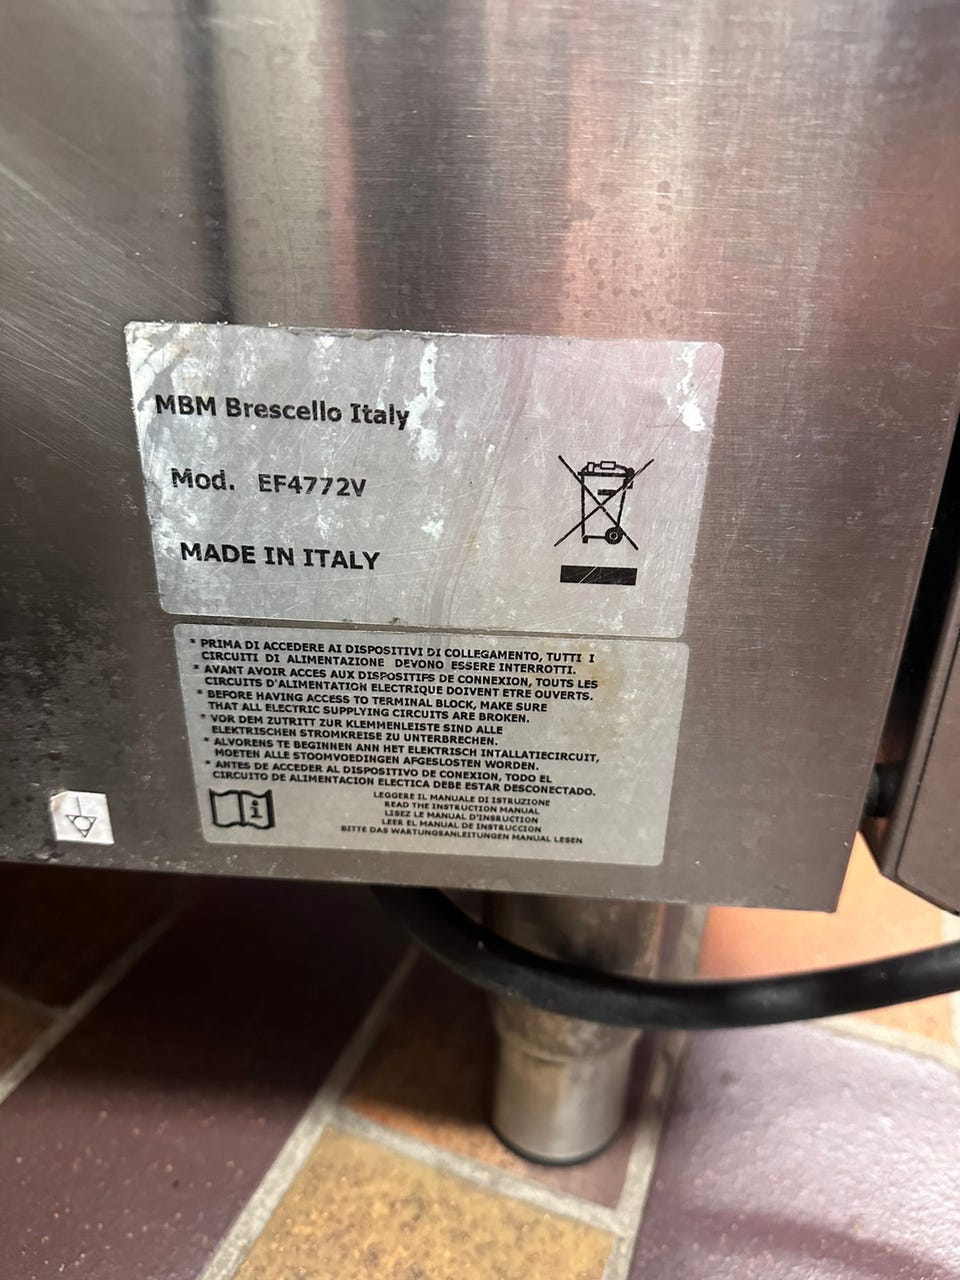 MBM Brescello Italy
Mod. EF4772V
MADE IN ITALY
* PRIMA DI ACCEDERE AI DISPOSITIVI DI COLLEGAMENTO, TUTTI I
CIRCUITI DI ALIMENTAZIONE DEVONO ESSERE INTERROTTI.
* AVANT AVOIR ACCES AUX DISPOSITIFS DE CONNEXION, TOUTS LES
CIRCUITS D'ALIMENTATION ELECTRIQUE DOIVENT ETRE OUVERTS.
* BEFORE HAVING ACCESS TO TERMINAL BLOCK, MAKE SURE
THAT ALL ELECTRIC SUPPLYING CIRCUITS ARE BROKEN.
* VOR DEM ZUTRITT ZUR KLEMMENLEISTE SIND ALLE
ELEKTRISCHEN STROMKREISE ZU UNTERBRECHEN.
* ALVORENS TE BEGINNEN ANN HET ELEKTRISCH INTALLATIECIRCUIT,
MOETEN ALLE STOOMVOEDINGEN AFGESLOTEN WORDEN.
* ANTES DE ACCEDER AL DISPOSITIVO DE CONEXION, TODO EL
CIRCUITO DE ALIMENTACION ELECTICA DEBE ESTAR DESCONECTADO.
LEGGERE IL MANUALE DI ISTRUZIONE
READ THE INSTRUCTION MANUAL
LISEZ LE MANUAL D'INSRUCTION
LEER EL MANUAL DE INSTRUCCION
BITTE DAS WARTUNGSANLEITUNGEN MANUAL LESEN